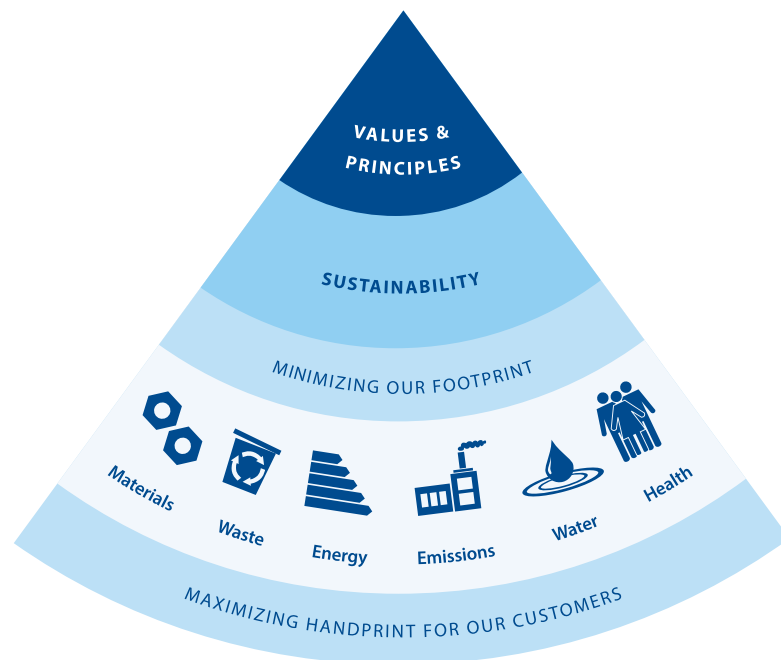 VALUES &
PRINCIPLES
SUSTAINABILITY
MINIMIZING OUR FOOTPRINT
Materials
Waste
Energy
Emissions
Water
Health
MAXIMIZING HANDPRINT FOR OUR CUSTOMERS